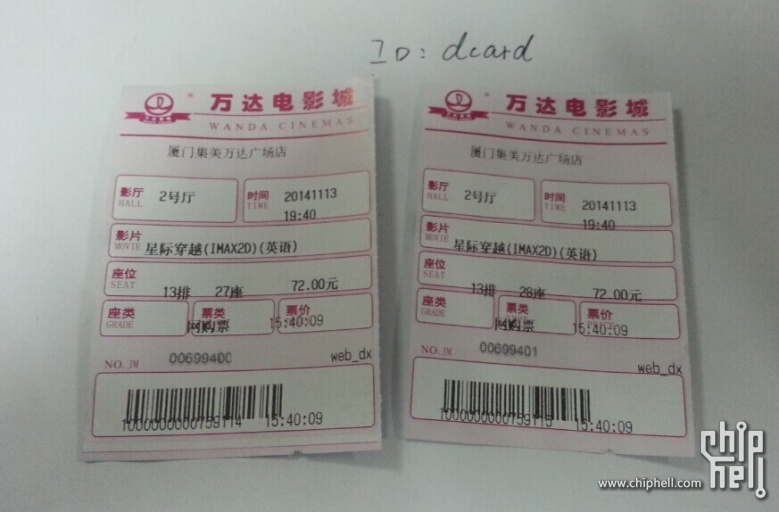 ID: dcard
万达电影城
WANDA CINEMAS
厦门集美万达广场店
影厅 HALL 2号厅 时间 TIME 20141113
19:40
影片 MOVIE 星际穿越(IMAX2D)(英语)
座位 SEAT 13排 27座 72.00元
座类 GRADE 票类 网购票 票价 15:40:09
NO.JM 00699400 web_dx
1000000000759114 15:40:09
万达电影城
WANDA CINEMAS
厦门集美万达广场店
影厅 HALL 2号厅 时间 TIME 20141113
19:40
影片 MOVIE 星际穿越(IMAX2D)(英语)
座位 SEAT 13排 28座 72.00元
座类 GRADE 票类 网购票 票价 15:40:09
NO.JM 00699401 web_dx
1000000000759115 15:40:09
chip hell
www.chiphell.com